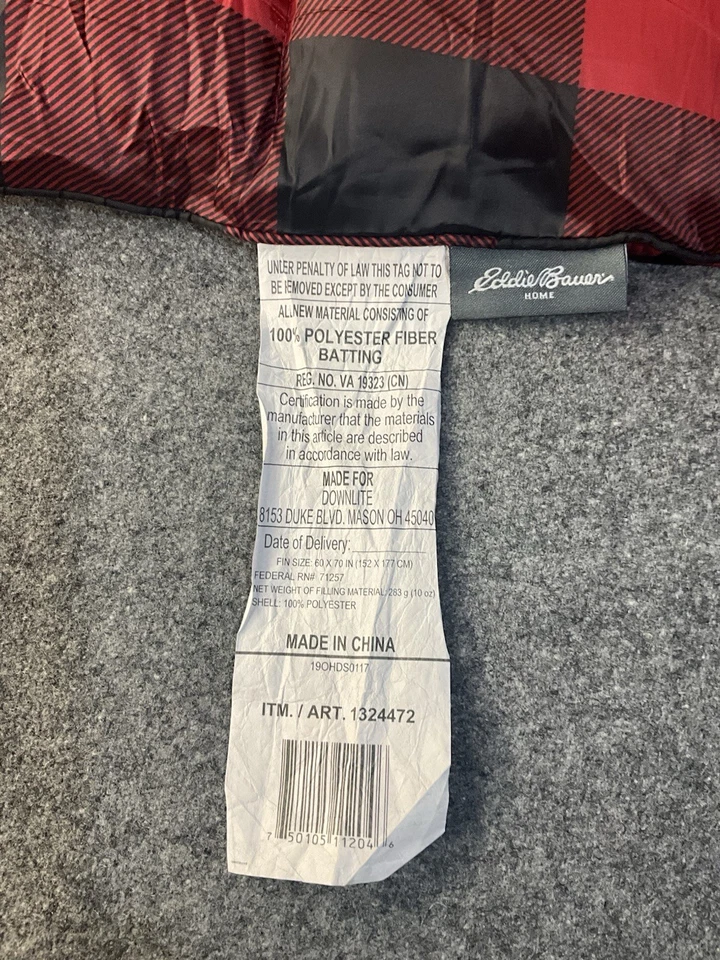 UNDER PENALTY OF LAW THIS TAG NOT TO
BE REMOVED EXCEPT BY THE CONSUMER
ALL NEW MATERIAL CONSISTING OF
100% POLYESTER FIBER
BATTING
REG. NO. VA 19323 (CN)
Certification is made by the
manufacturer that the materials
in this article are described
in accordance with law.
MADE FOR
DOWNLITE
8153 DUKE BLVD. MASON OH 45040
Date of Delivery:
FIN SIZE: 60 X 70 IN (152 X 177 CM)
FEDERAL RN# 71257
NET WEIGHT OF FILLING MATERIAL: 283 g (10 oz)
SHELL: 100% POLYESTER
MADE IN CHINA
19OHDS0117
ITM. / ART. 1324472
7 50105 11204 6
Eddie Bauer
HOME